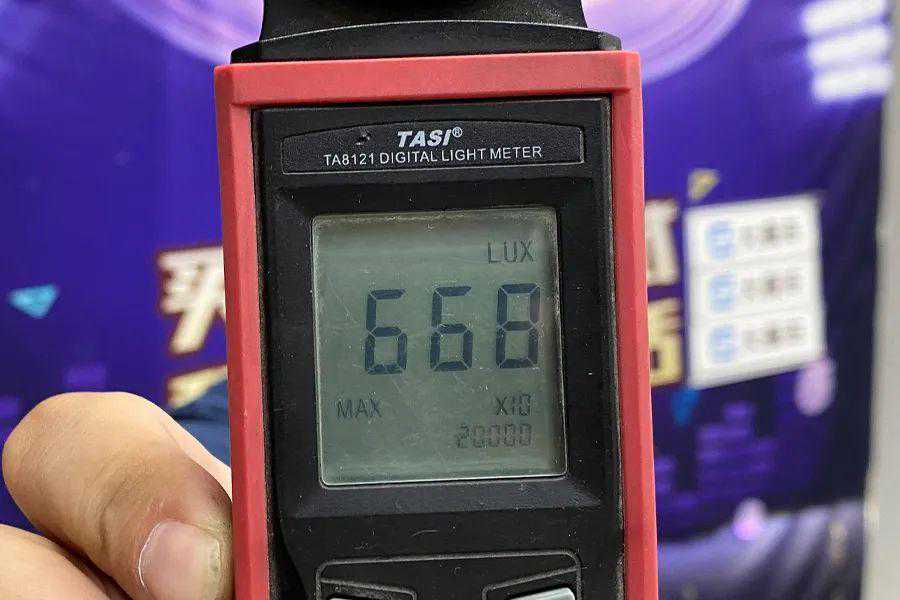 TASI®
TA8121 DIGITAL LIGHT METER
LUX
668
MAX X10
20000